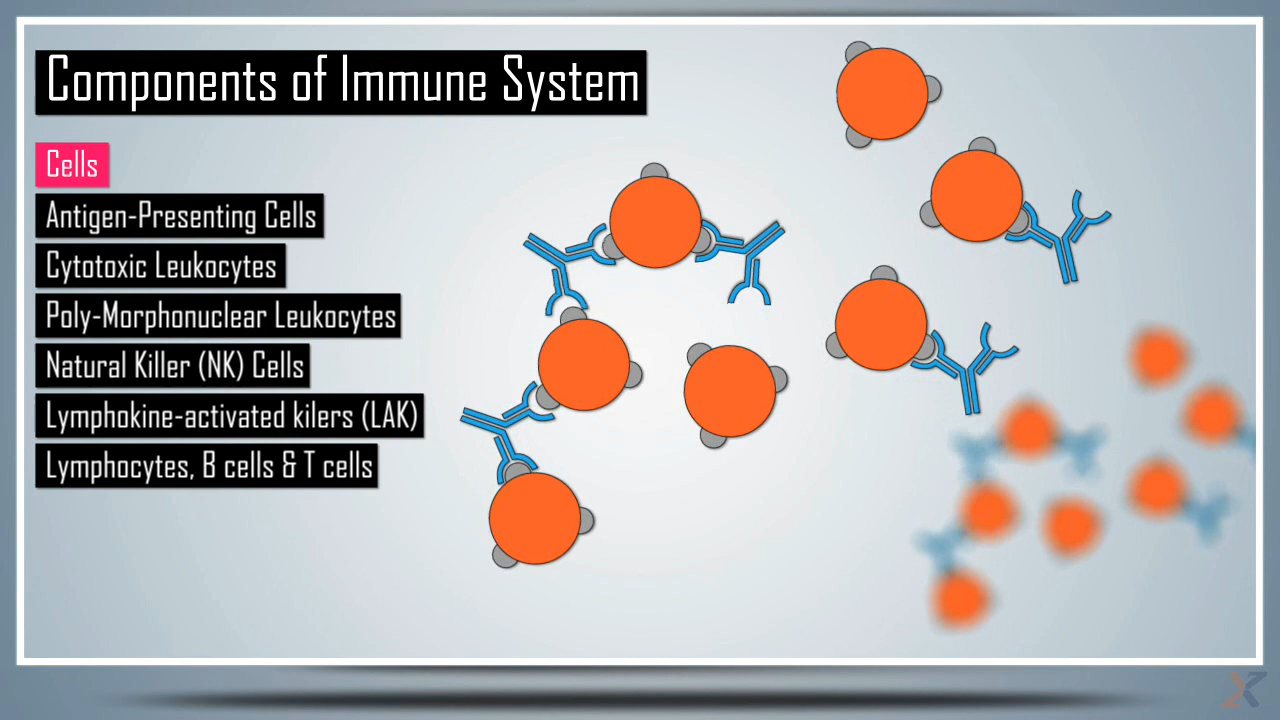 Components of Immune System
Cells
Antigen-Presenting Cells
Cytotoxic Leukocytes
Poly-Morphonuclear Leukocytes
Natural Killer (NK) Cells
Lymphokine-activated kilers (LAK)
Lymphocytes, B cells & T cells